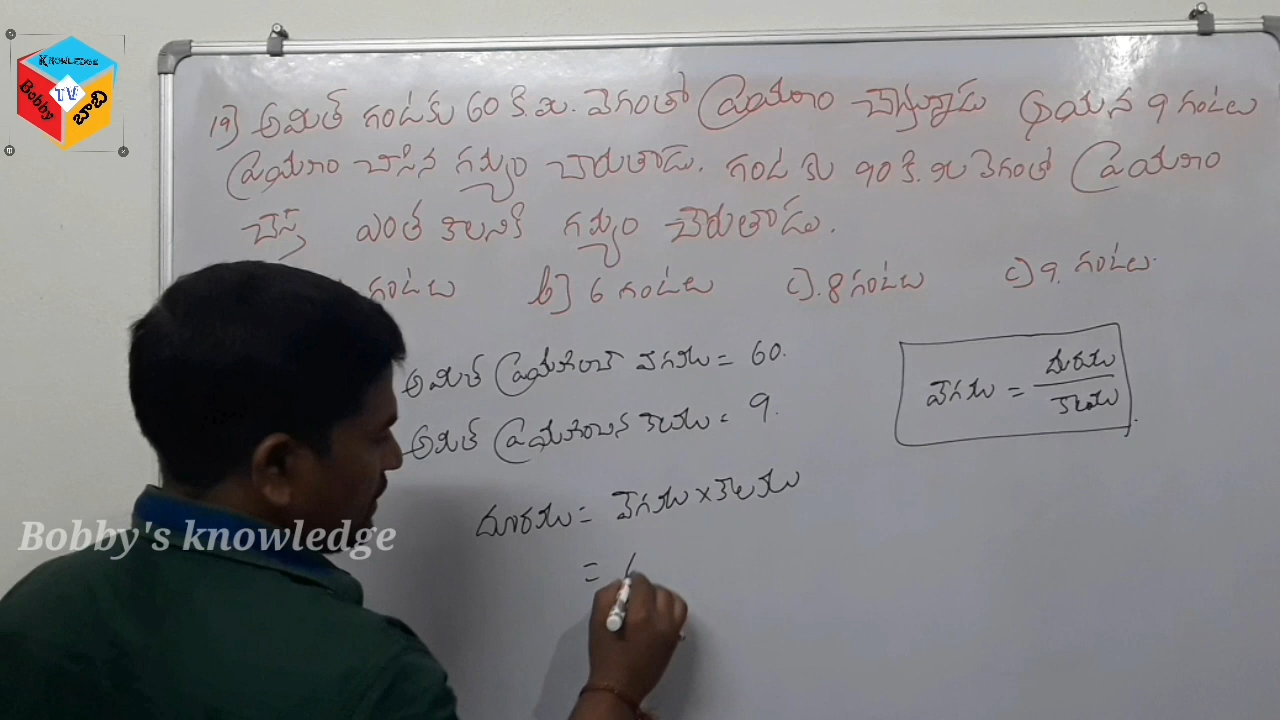 KNOWLEDGE
Bobby
TV
బాబి
19) అమిత్ గంటకు 60 కి.మి. వేగంతో ప్రయాణం చేస్తున్నాడు అయన 9 గంటలు
ప్రయాణం చేసిన గమ్యం చేరుతాడు. గంటకు 90 కి.మి వేగంతో ప్రయాణం
చేస్తే ఎంత కాలనికి గమ్యం చేరుతాడు.
గంటలు b) 6 గంటలు c). 8 గంటలు c) 9. గంటలు
అమిత్ ప్రయాణించే వేగము = 60.
వేగము = దూరము / కాలము
అమిత్ ప్రయాణించిన కాలము = 9.
దూరము = వేగము × కాలము
=
Bobby's knowledge